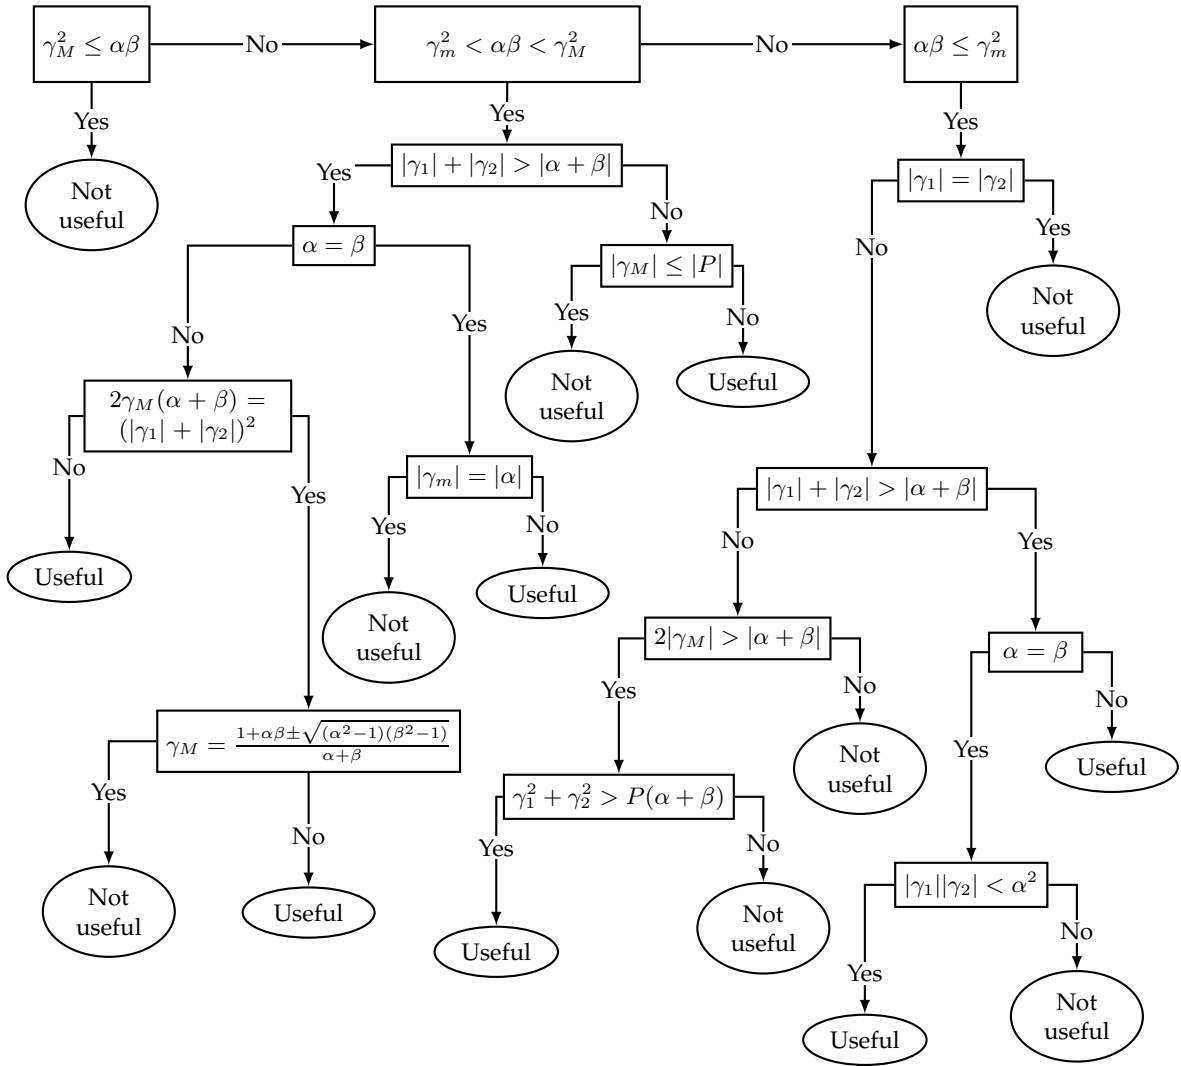 γ_M^2 ≤ αβ
No
γ_m^2 < αβ < γ_M^2
No
αβ ≤ γ_m^2
Yes
Yes
Yes
Not
useful
Yes
|γ_1| + |γ_2| > |α + β|
|γ_1| = |γ_2|
No
Yes
No
α = β
|γ_M| ≤ |P|
Not
useful
No
Yes
Yes
No
2γ_M(α + β) =
(|γ_1| + |γ_2|)^2
Not
useful
Useful
No
Yes
|γ_m| = |α|
|γ_1| + |γ_2| > |α + β|
Yes
No
No
Yes
Useful
Not
useful
Useful
2|γ_M| > |α + β|
α = β
Yes
No
No
γ_M = \frac{1+αβ±\sqrt{(α^2−1)(β^2−1)}}{α+β}
Yes
Not
useful
Useful
Yes
No
γ_1^2 + γ_2^2 > P(α + β)
Yes
No
|γ_1||γ_2| < α^2
Not
useful
Useful
Useful
Not
useful
Yes
No
Useful
Not
useful